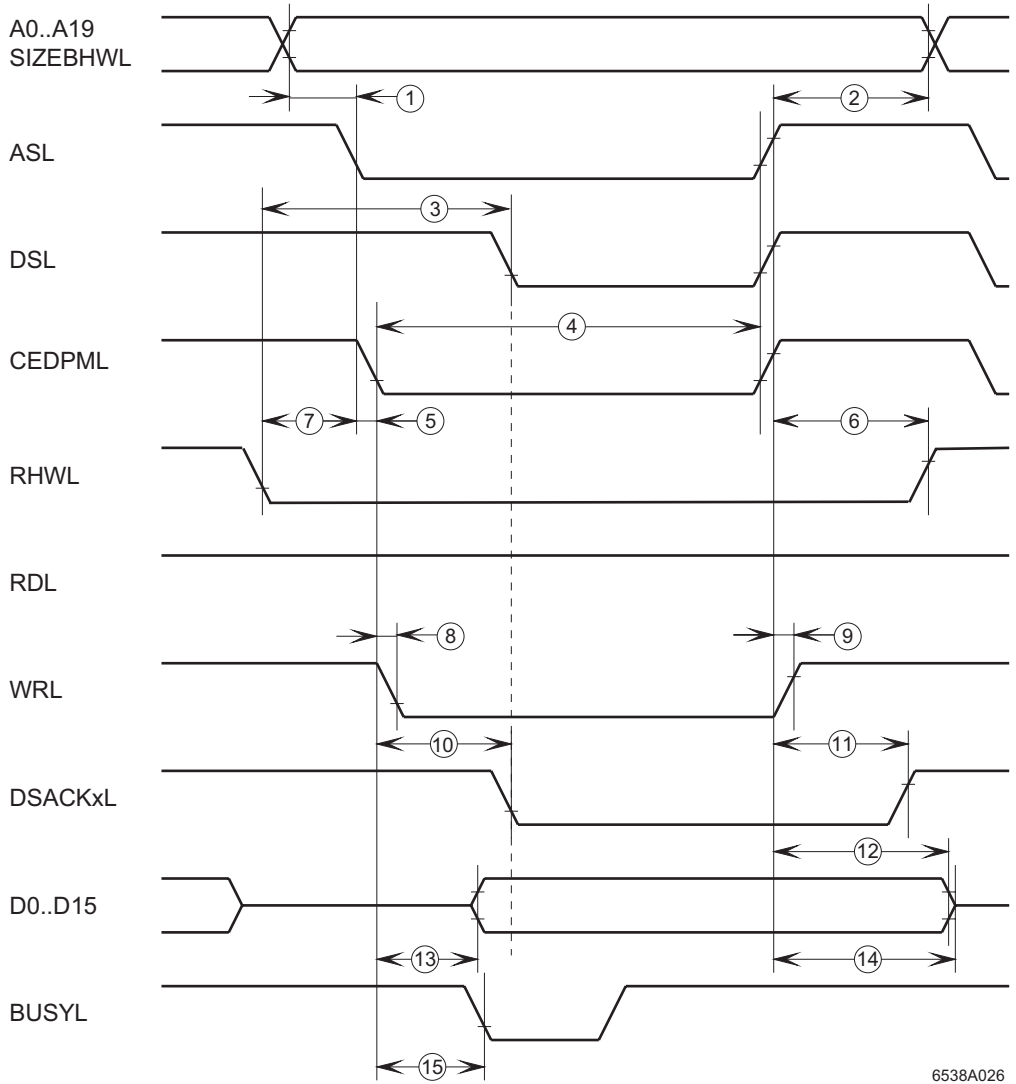 A0..A19
SIZEBHWL
1
2
ASL
3
DSL
4
CEDPML
7
5
6
RHWL
RDL
8
9
WRL
10
11
DSACKxL
12
D0..D15
13
14
BUSYL
15
6538A026